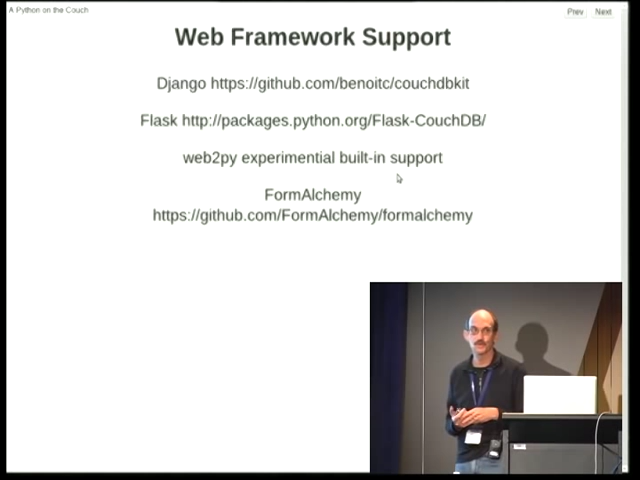 A Python on the Couch
Prev Next
Web Framework Support
Django https://github.com/benoitc/couchdbkit
Flask http://packages.python.org/Flask-CouchDB/
web2py experimental built-in support
FormAlchemy
https://github.com/FormAlchemy/formalchemy